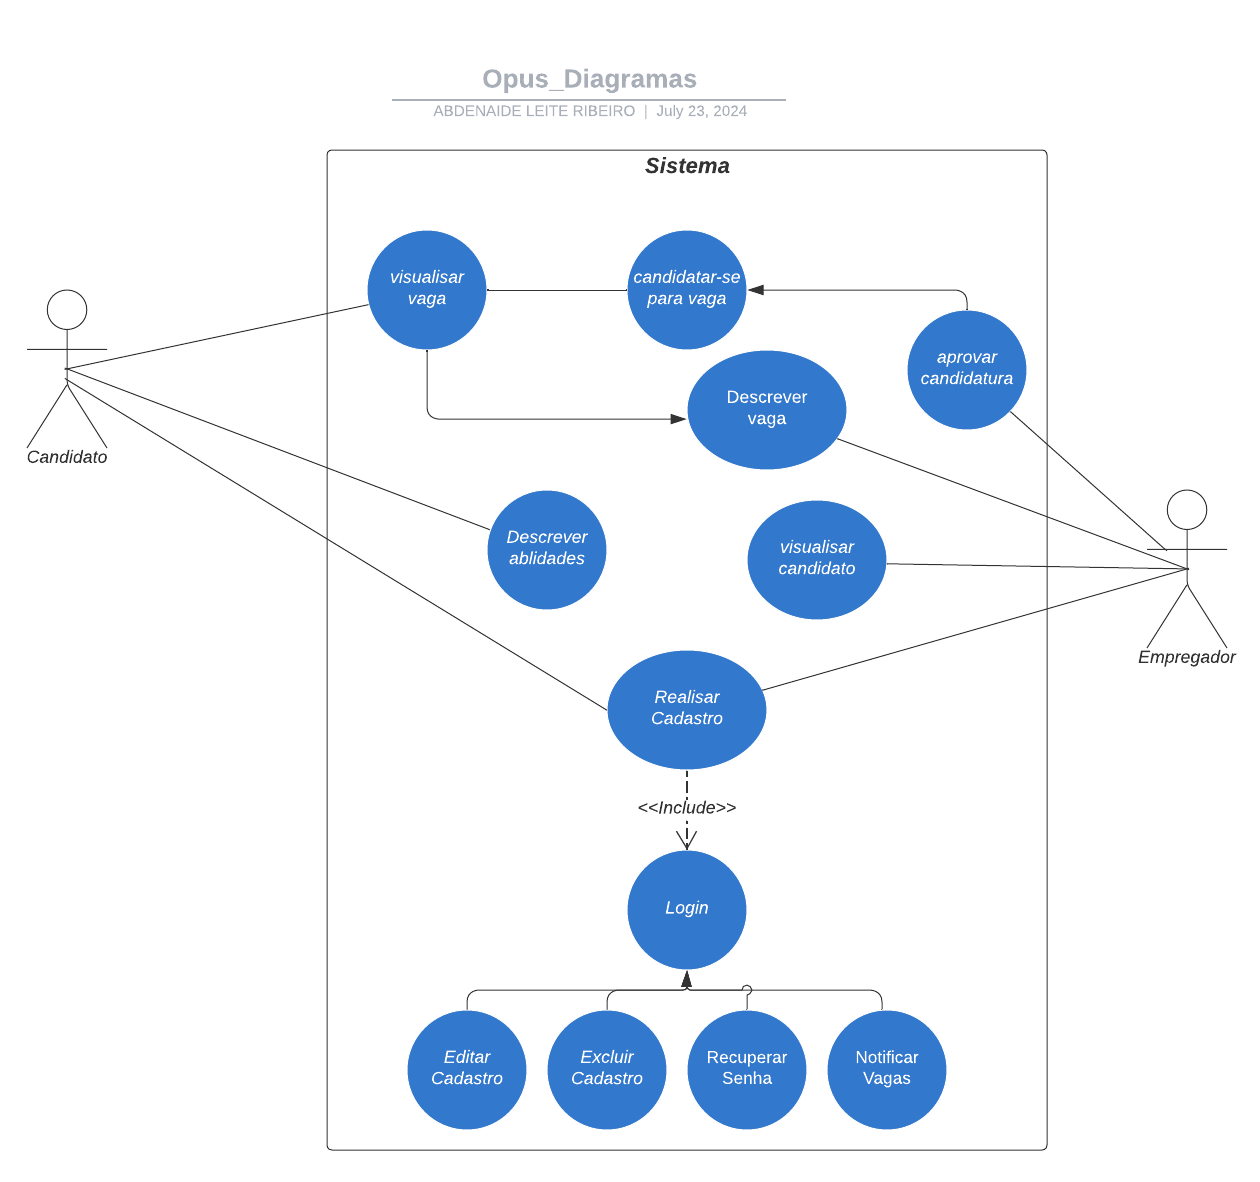 Opus_Diagramas
ABDENAIDE LEITE RIBEIRO | July 23, 2024
Sistema
visualisar
vaga
candidatar-se
para vaga
aprovar
candidatura
Descrever
vaga
Candidato
Descrever
ablidades
visualisar
candidato
Empregador
Realisar
Cadastro
<<Include>>
Login
Editar
Cadastro
Excluir
Cadastro
Recuperar
Senha
Notificar
Vagas